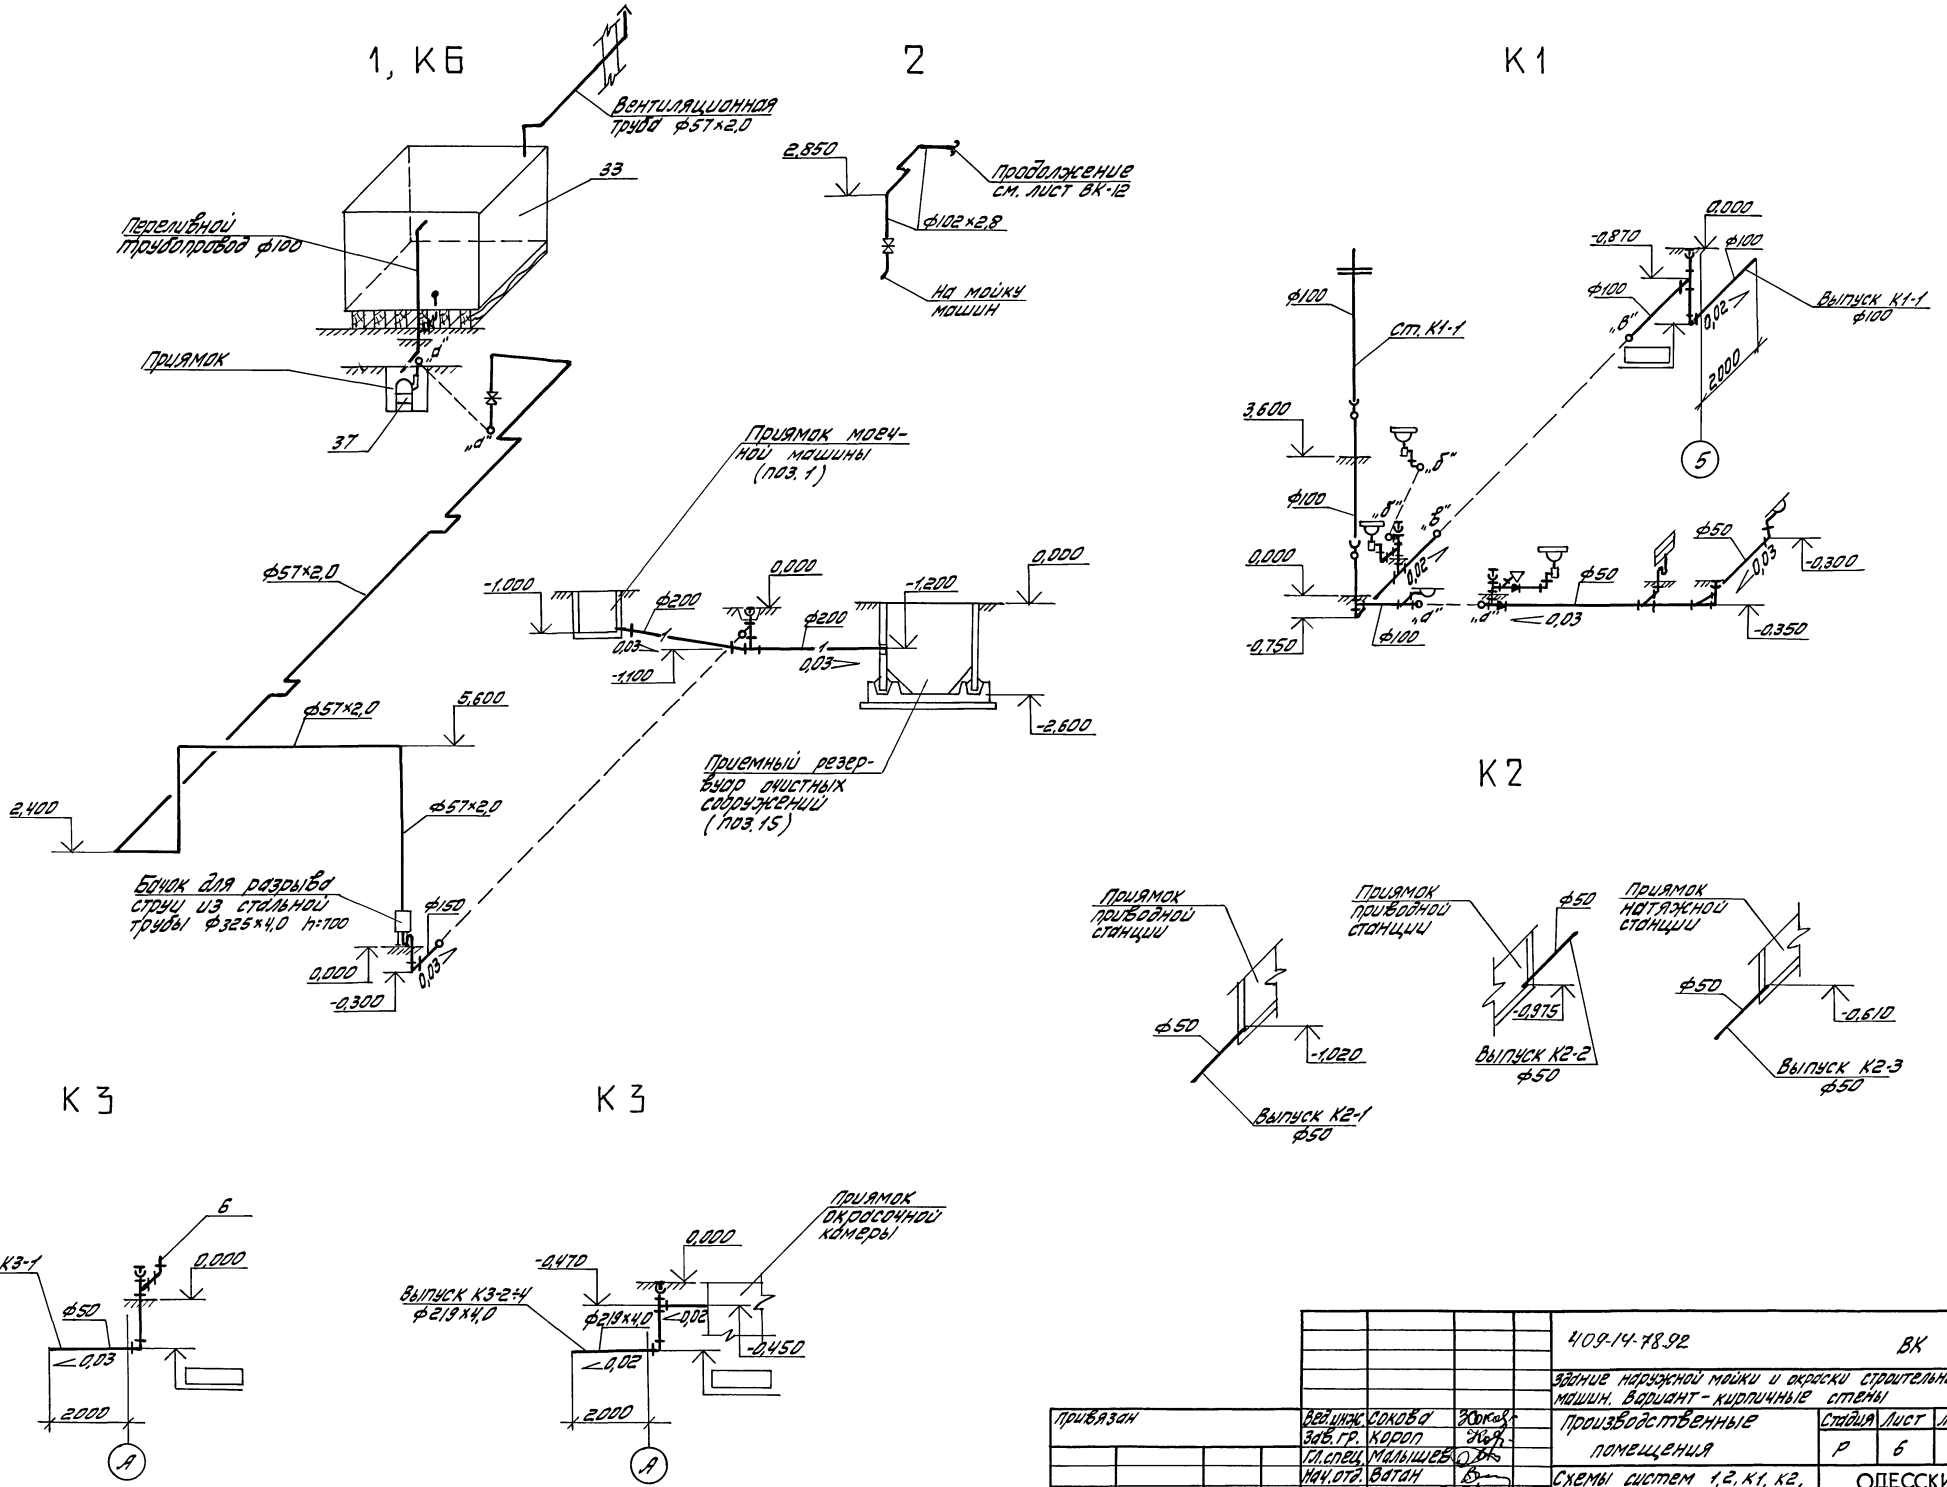 1, К6
Вентиляционная
труба ф57×2,0
33
Переливной
трубопровод ф100
"а"
Приямок
37
"а"
2
2,850
Продолжение
см. лист ВК-12
ф102×2,8
На мойку
машин
Приямок моеч-
ной машины
(поз.1)
ф57×2,0
-1,000
ф200
0,03
-1,100
0,000
ф200
0,03
-1,200
0,000
-2,600
Приемный резер-
вуар очистных
сооружений
(поз.15)
ф57×2,0
5,600
2,400
ф57×2,0
Бачок для разрыва
струи из стальной
трубы ф325×4,0 h=700
ф150
0,03
0,000
-0,300
К1
0,000
-0,870
ф100
ф100
"в"
0,02
Выпуск К1-1
ф100
2000
5
ф100
ст. К1-1
3,600
"б"
ф100
"б"
"в"
0,02
0,000
-0,750
ф100
"а"
"а"
ф50
0,03
ф50
0,03
-0,300
-0,350
К2
Приямок
приводной
станции
ф50
-1,020
Выпуск К2-1
ф50
Приямок
приводной
станции
ф50
-0,975
Выпуск К2-2
ф50
Приямок
натяжной
станции
ф50
-0,610
Выпуск К2-3
ф50
К3
6
К3-1
0,000
ф50
0,03
2000
А
К3
Приямок
окрасочной
камеры
-0,470
0,000
Выпуск К3-2÷4
ф219×4,0
ф219×4,0
0,02
0,02
-0,450
2000
А
409-14-78.92 ВК
Здание наружной мойки и окраски строительн
машин. Вариант - кирпичные стены
Привязан
Вед.инж. Сокова
Зав. гр. Короп
Гл.спец. Малышев
Нач.отд. Ватан
Производственные
помещения
Стадия Лист
Р 6
Схемы систем 1,2, К1, К2,
ОДЕССКИ